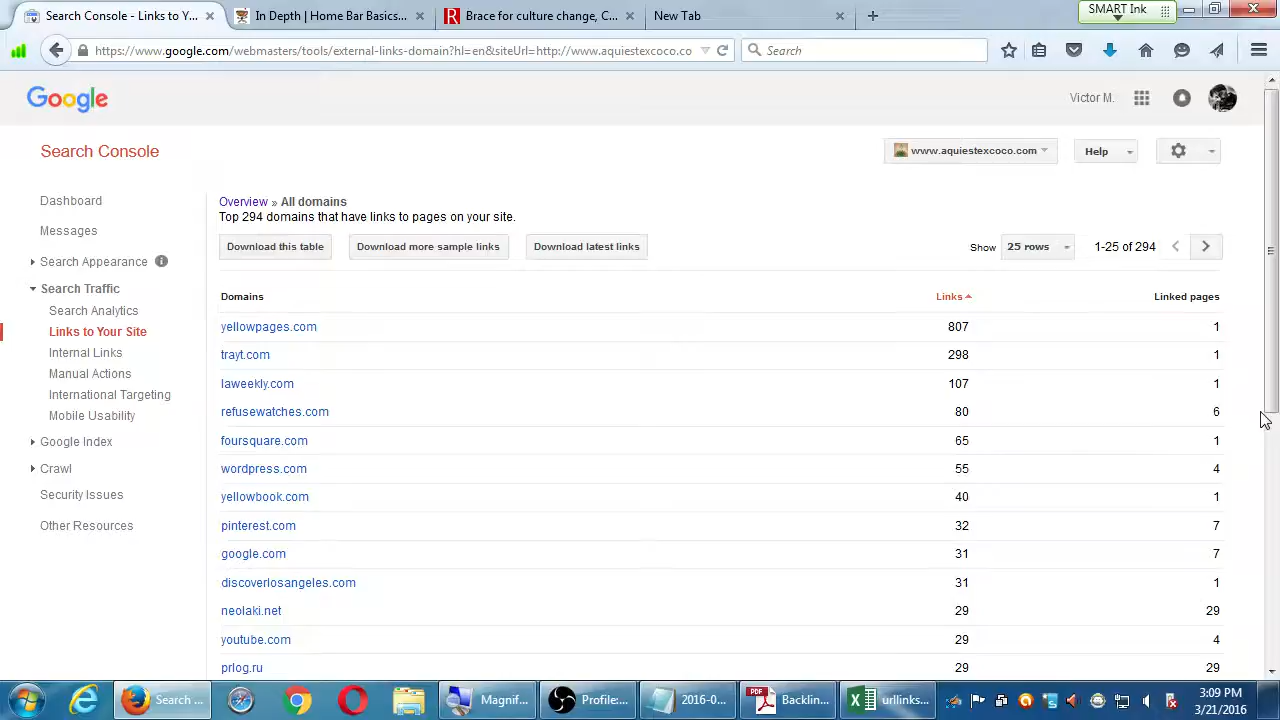 Search Console - Links to Y...
In Depth | Home Bar Basics...
Brace for culture change, C...
New Tab
SMART Ink
https://www.google.com/webmasters/tools/external-links-domain?hl=en&siteUrl=http://www.aquiestexcoco.co
Search
Google
Victor M.
Search Console
www.aquiestexcoco.com
Help
Dashboard
Messages
Search Appearance
Search Traffic
Search Analytics
Links to Your Site
Internal Links
Manual Actions
International Targeting
Mobile Usability
Google Index
Crawl
Security Issues
Other Resources
Overview » All domains
Top 294 domains that have links to pages on your site.
Download this table Download more sample links Download latest links
Show 25 rows 1-25 of 294
Domains Links Linked pages
yellowpages.com 807 1
trayt.com 298 1
laweekly.com 107 1
refusewatches.com 80 6
foursquare.com 65 1
wordpress.com 55 4
yellowbook.com 40 1
pinterest.com 32 7
google.com 31 7
discoverlosangeles.com 31 1
neolaki.net 29 29
youtube.com 29 4
prlog.ru 29 29
Search ...
Magnif...
Profile:...
2016-0...
PDF
Backlin...
urllinks...
3:09 PM
3/21/2016